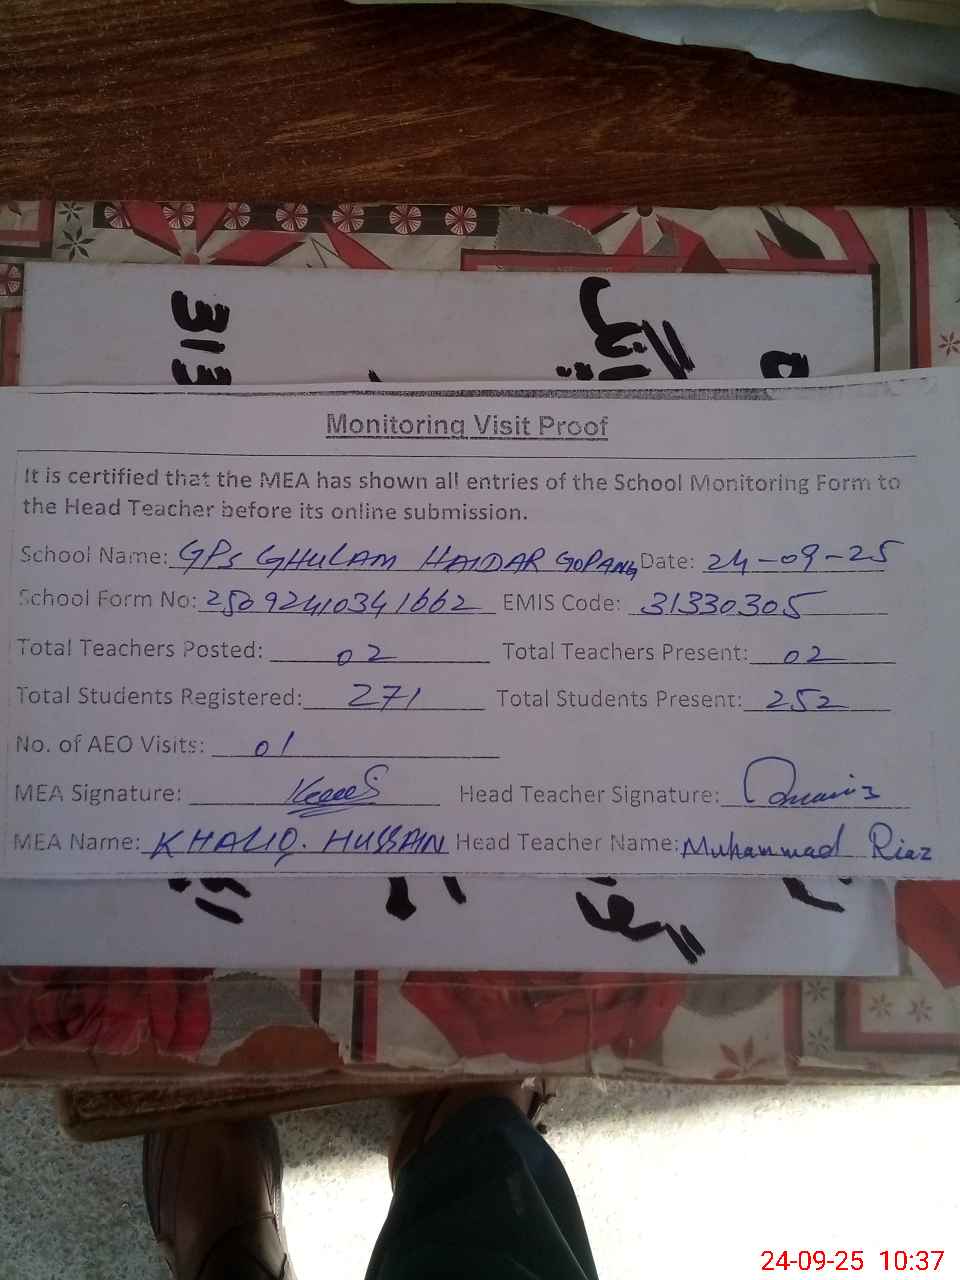 313
Monitoring Visit Proof
It is certified that the MEA has shown all entries of the School Monitoring Form to
the Head Teacher before its online submission.
School Name: GPS GHULAM HAIDAR GOPANG Date: 24-09-25
School Form No: 25092410341662 EMIS Code: 31330305
Total Teachers Posted: 02 Total Teachers Present: 02
Total Students Registered: 271 Total Students Present: 252
No. of AEO Visits: 01
MEA Signature: Head Teacher Signature:
MEA Name: KHALIQ. HUSSAIN Head Teacher Name: Muhammad Riaz
24-09-25 10:37